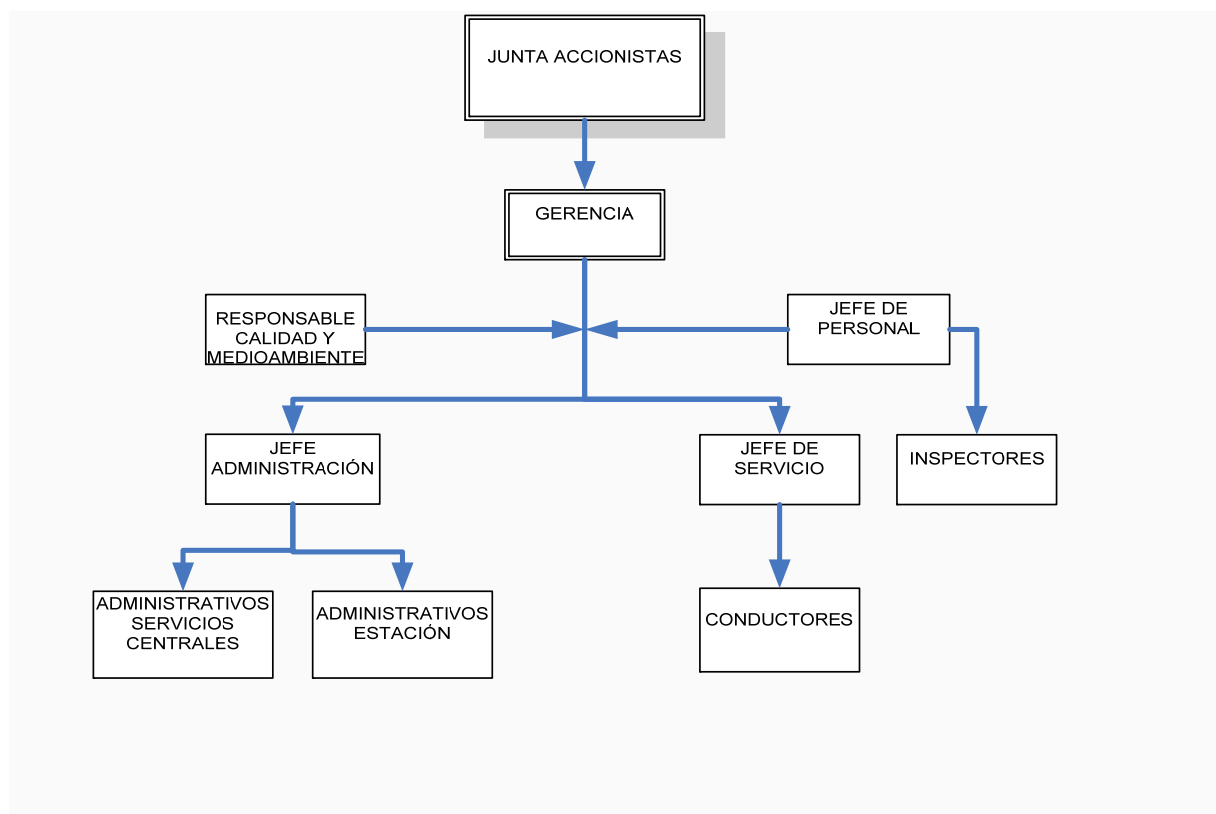 JUNTA ACCIONISTAS
GERENCIA
RESPONSABLE
CALIDAD Y
MEDIOAMBIENTE
JEFE DE
PERSONAL
JEFE
ADMINISTRACIÓN
JEFE DE
SERVICIO
INSPECTORES
ADMINISTRATIVOS
SERVICIOS
CENTRALES
ADMINISTRATIVOS
ESTACIÓN
CONDUCTORES